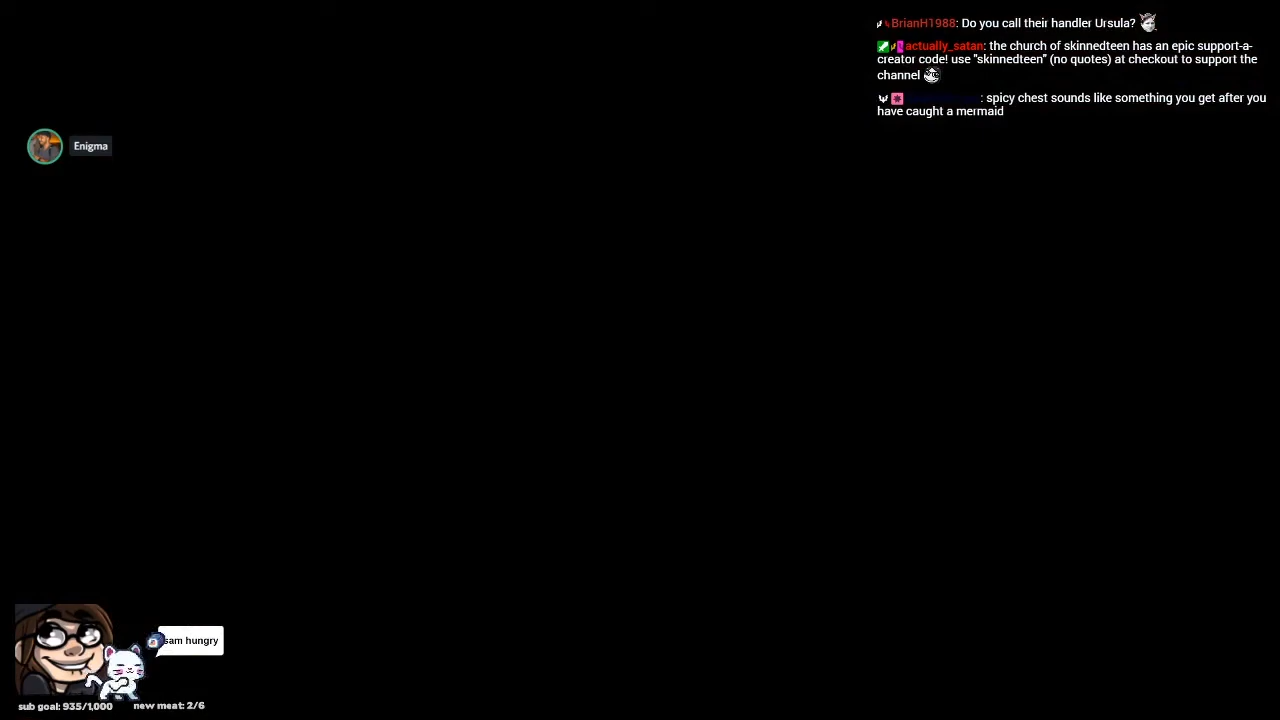 BrianH1988: Do you call their handler Ursula?
actually_satan: the church of skinnedteen has an epic support-a-
creator code! use "skinnedteen" (no quotes) at checkout to support the
channel
: spicy chest sounds like something you get after you
have caught a mermaid
Enigma
sam hungry
sub goal: 935/1,000
new meat: 2/6